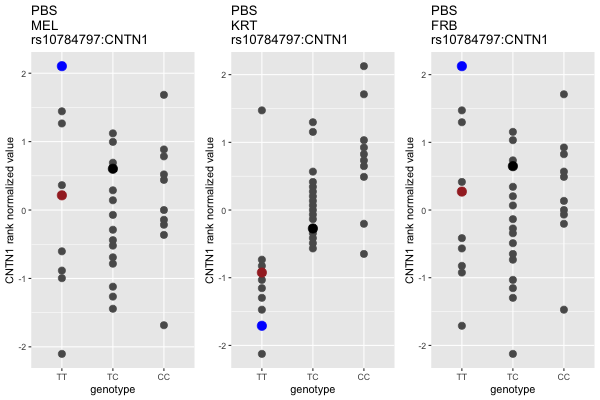 PBS
MEL
rs10784797:CNTN1
CNTN1 rank normalized value
2
1
0
-1
-2
TT
TC
CC
genotype
PBS
KRT
rs10784797:CNTN1
CNTN1 rank normalized value
2
1
0
-1
-2
TT
TC
CC
genotype
PBS
FRB
rs10784797:CNTN1
CNTN1 rank normalized value
2
1
0
-1
-2
TT
TC
CC
genotype